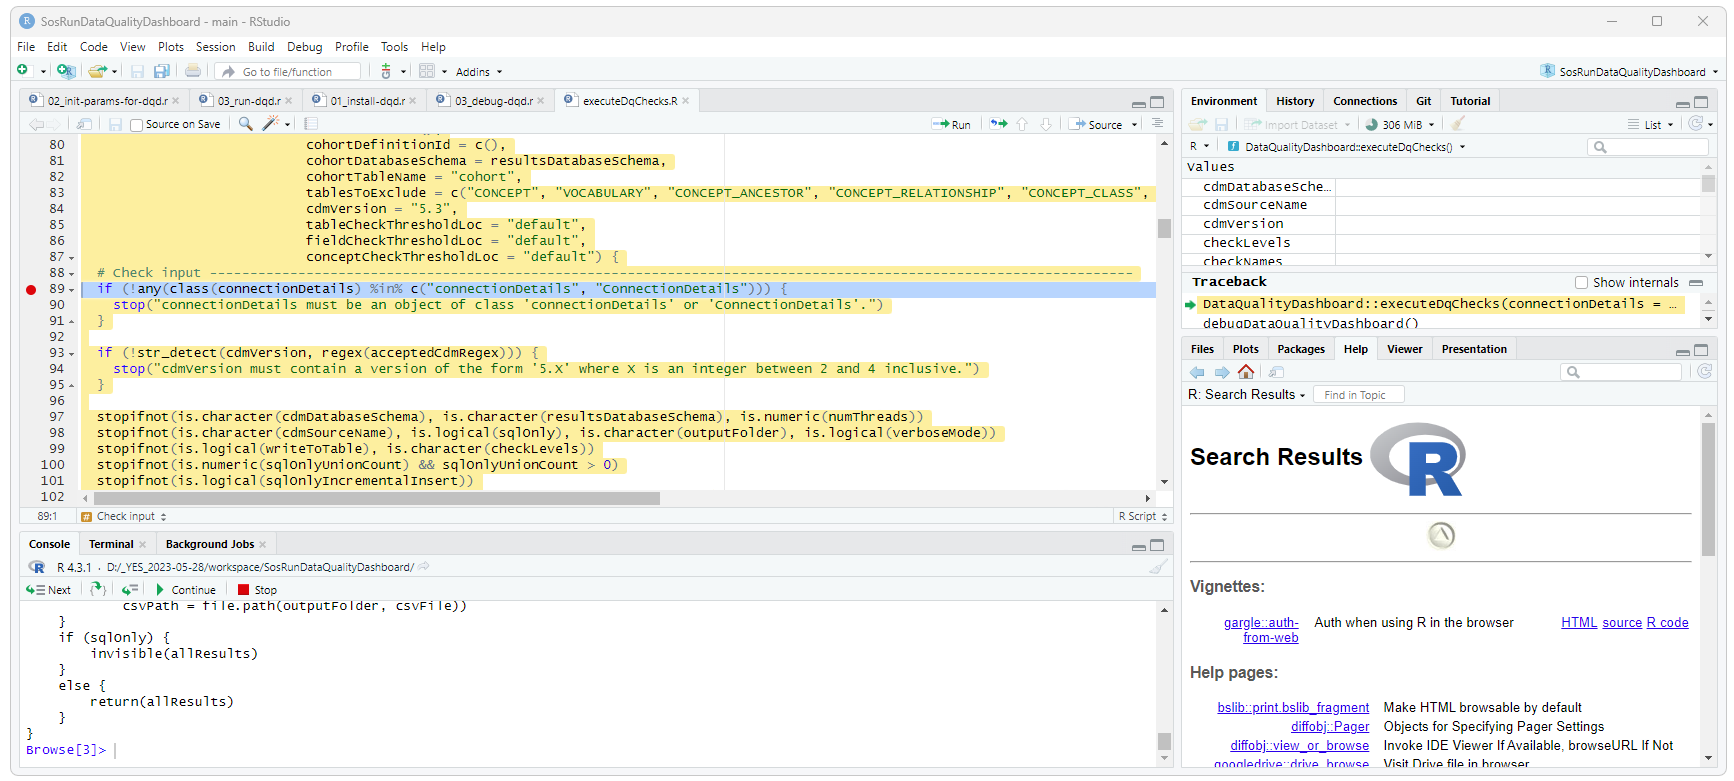 SosRunDataQualityDashboard - main - RStudio
File Edit Code View Plots Session Build Debug Profile Tools Help
Go to file/function Addins SosRunDataQualityDashboard
02_init-params-for-dqd.r 03_run-dqd.r 01_install-dqd.r 03_debug-dqd.r executeDqChecks.R
Source on Save Run Source
80
cohortDefinitionId = c(),
81 cohortDatabaseSchema = resultsDatabaseSchema,
82 cohortTableName = "cohort",
83 tablesToExclude = c("CONCEPT", "VOCABULARY", "CONCEPT_ANCESTOR", "CONCEPT_RELATIONSHIP", "CONCEPT_CLASS",
84 cdmVersion = "5.3",
85 tableCheckThresholdLoc = "default",
86 fieldCheckThresholdLoc = "default",
87 conceptCheckThresholdLoc = "default") {
88 # Check input -------------------------------------------------------------------------------------------------------------------
89 if (!any(class(connectionDetails) %in% c("connectionDetails", "ConnectionDetails"))) {
90 stop("connectionDetails must be an object of class 'connectionDetails' or 'ConnectionDetails'.")
91 }
92
93 if (!str_detect(cdmVersion, regex(acceptedCdmRegex))) {
94 stop("cdmVersion must contain a version of the form '5.X' where X is an integer between 2 and 4 inclusive.")
95 }
96
97 stopifnot(is.character(cdmDatabaseSchema), is.character(resultsDatabaseSchema), is.numeric(numThreads))
98 stopifnot(is.character(cdmSourceName), is.logical(sqlOnly), is.character(outputFolder), is.logical(verboseMode))
99 stopifnot(is.logical(writeToTable), is.character(checkLevels))
100 stopifnot(is.numeric(sqlOnlyUnionCount) && sqlOnlyUnionCount > 0)
101 stopifnot(is.logical(sqlOnlyIncrementalInsert))
102
89:1 # Check input R Script
Console Terminal Background Jobs
R 4.3.1 · D:/_YES_2023-05-28/workspace/SosRunDataQualityDashboard/
Next Continue Stop
csvPath = file.path(outputFolder, csvFile))
}
if (sqlOnly) {
invisible(allResults)
}
else {
return(allResults)
}
}
Browse[3]>
Environment History Connections Git Tutorial
Import Dataset 306 MiB List
R DataQualityDashboard::executeDqChecks()
Values
cdmDatabaseSche…
cdmSourceName
cdmVersion
checkLevels
checkNames
Traceback Show internals
DataQualityDashboard::executeDqChecks(connectionDetails = …
debugDataQualityDashboard()
Files Plots Packages Help Viewer Presentation
R: Search Results Find in Topic
Search Results R
Vignettes:
gargle::auth-from-web Auth when using R in the browser HTML source R code
Help pages:
bslib::print.bslib_fragment Make HTML browsable by default
diffobj::Pager Objects for Specifying Pager Settings
diffobj::view_or_browse Invoke IDE Viewer If Available, browseURL If Not
googledrive::drive_browse Visit Drive file in browser